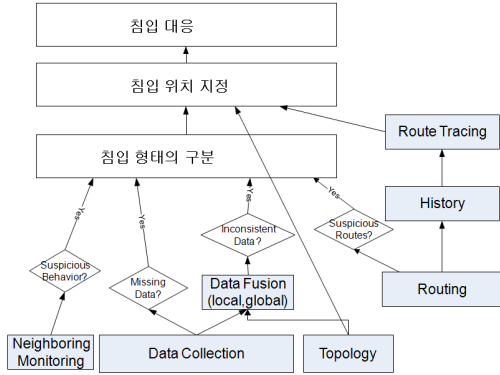 침입 대응
침입 위치 지정
침입 형태의 구분
Route Tracing
History
Routing
Yes
Yes
Yes
Yes
Suspicious
Behavior?
Missing
Data?
Inconsistent
Data?
Suspicious
Routes?
Data Fusion
(local,global)
Neighboring
Monitoring
Data Collection
Topology